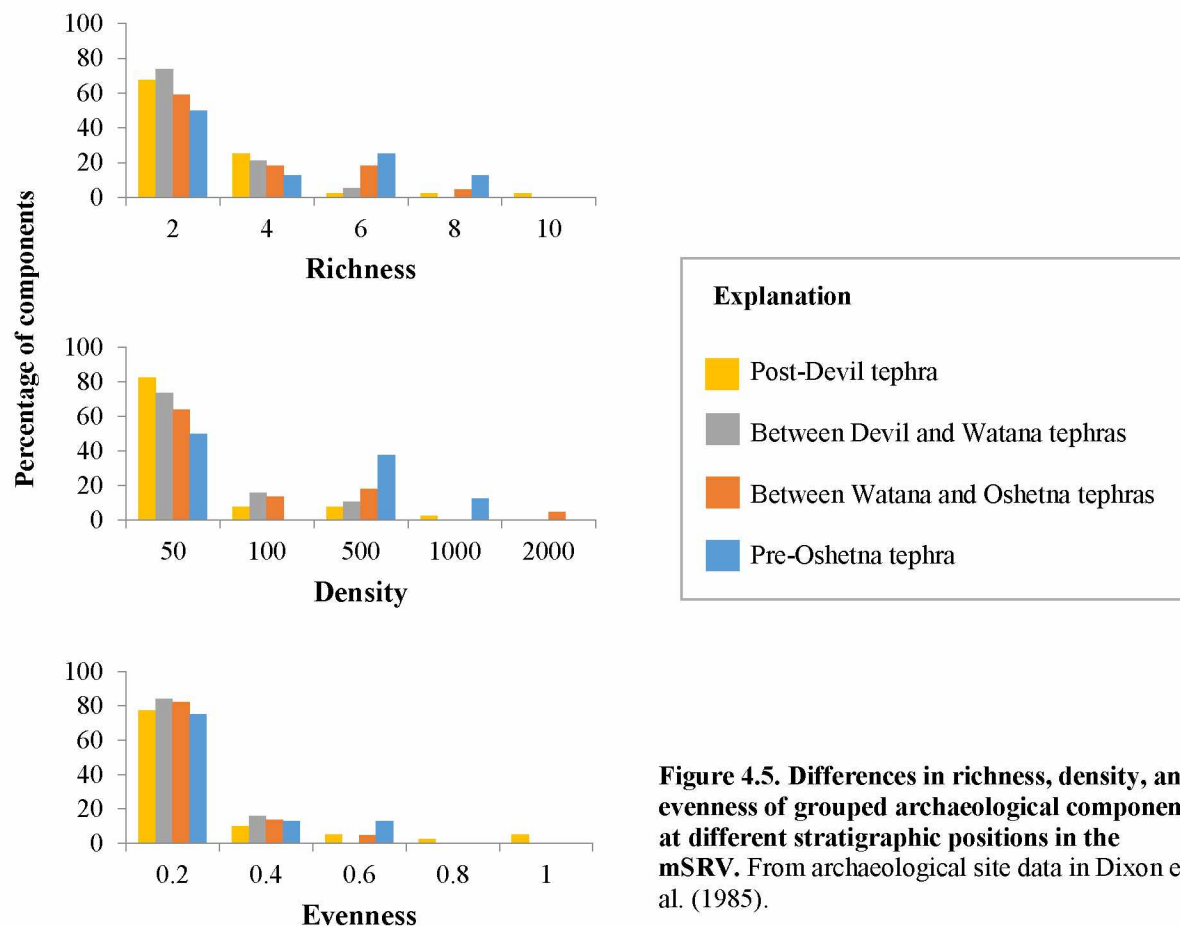 Percentage of components
100
80
60
40
20
0
2 4 6 8 10
Richness
100
80
60
40
20
0
50 100 500 1000 2000
Density
100
80
60
40
20
0
0.2 0.4 0.6 0.8 1
Evenness
Explanation
Post-Devil tephra
Between Devil and Watana tephras
Between Watana and Oshetna tephras
Pre-Oshetna tephra
Figure 4.5. Differences in richness, density, an
evenness of grouped archaeological componen
at different stratigraphic positions in the
mSRV. From archaeological site data in Dixon e
al. (1985).